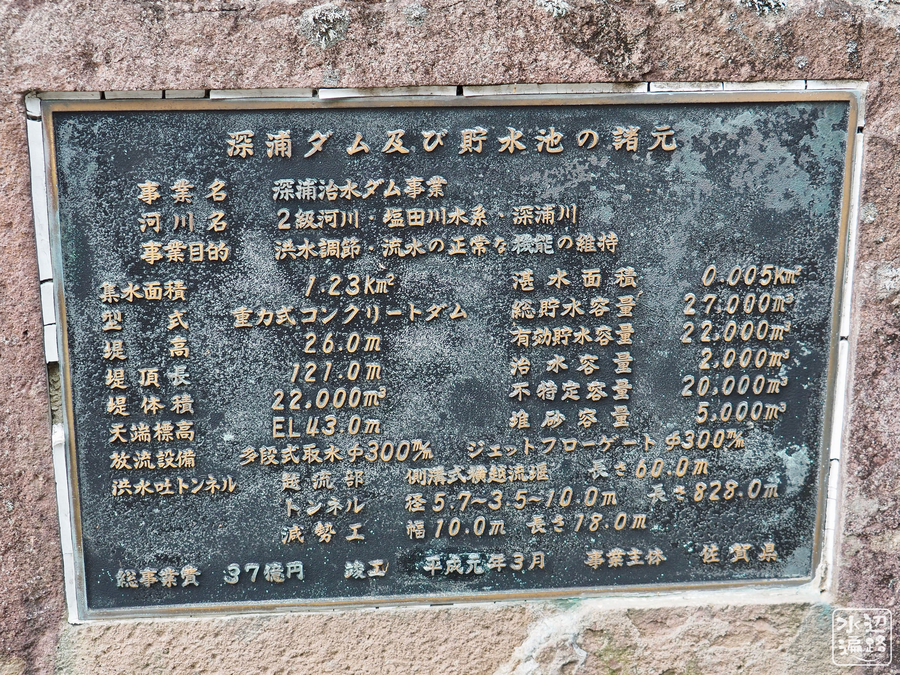 深浦ダム及び貯水池の諸元
事業名 深浦治水ダム事業
河川名 2級河川・塩田川水系・深浦川
事業目的 洪水調節・流水の正常な機能の維持
集水面積 1.23Km² 湛水面積 0.005Km²
型式 重力式コンクリートダム 総貯水容量 27,000m³
堤高 26.0m 有効貯水容量 22,000m³
堤頂長 121.0m 治水容量 2,000m³
堤体積 22,000m³ 不特定容量 20,000m³
天端標高 EL43.0m 堆砂容量 5,000m³
放流設備 多段式取水φ300m/m ジェットフローゲートφ300m/m
洪水吐トンネル 越流部 側溝式横越流堰 長さ60.0m
トンネル 径5.7~3.5~10.0m 長さ828.0m
減勢工 幅10.0m 長さ78.0m
総事業費 37億円 竣工 平成元年3月 事業主体 佐賀県
水辺遍路